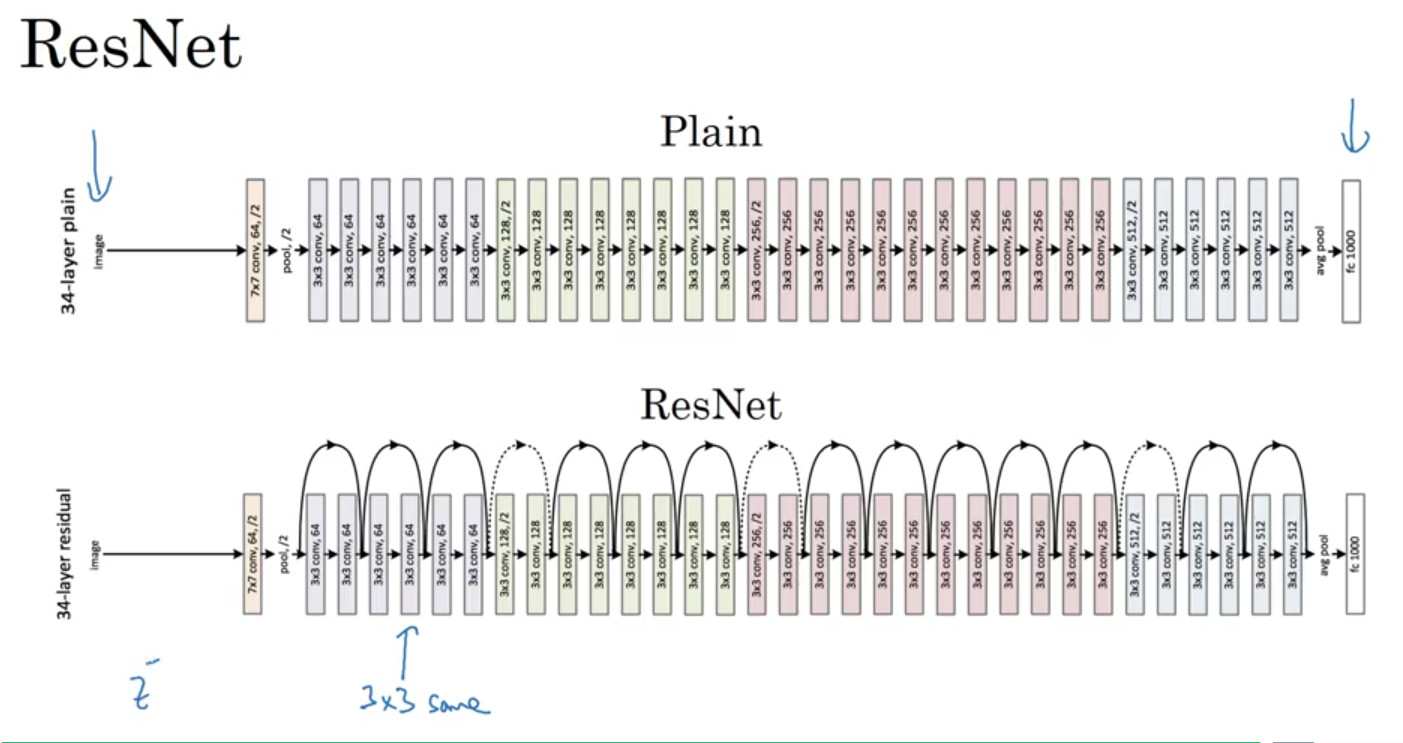 ResNet
Plain
34-layer plain
image
7x7 conv, 64, /2
pool, /2
3x3 conv, 64
3x3 conv, 64
3x3 conv, 64
3x3 conv, 64
3x3 conv, 64
3x3 conv, 64
3x3 conv, 128, /2
3x3 conv, 128
3x3 conv, 128
3x3 conv, 128
3x3 conv, 128
3x3 conv, 128
3x3 conv, 128
3x3 conv, 128
3x3 conv, 256, /2
3x3 conv, 256
3x3 conv, 256
3x3 conv, 256
3x3 conv, 256
3x3 conv, 256
3x3 conv, 256
3x3 conv, 256
3x3 conv, 256
3x3 conv, 256
3x3 conv, 256
3x3 conv, 256
3x3 conv, 512, /2
3x3 conv, 512
3x3 conv, 512
3x3 conv, 512
3x3 conv, 512
3x3 conv, 512
avg pool
fc 1000
ResNet
34-layer residual
image
7x7 conv, 64, /2
pool, /2
3x3 conv, 64
3x3 conv, 64
3x3 conv, 64
3x3 conv, 64
3x3 conv, 64
3x3 conv, 64
3x3 conv, 128, /2
3x3 conv, 128
3x3 conv, 128
3x3 conv, 128
3x3 conv, 128
3x3 conv, 128
3x3 conv, 128
3x3 conv, 128
3x3 conv, 256, /2
3x3 conv, 256
3x3 conv, 256
3x3 conv, 256
3x3 conv, 256
3x3 conv, 256
3x3 conv, 256
3x3 conv, 256
3x3 conv, 256
3x3 conv, 256
3x3 conv, 256
3x3 conv, 256
3x3 conv, 512, /2
3x3 conv, 512
3x3 conv, 512
3x3 conv, 512
3x3 conv, 512
3x3 conv, 512
avg pool
fc 1000
3x3 same